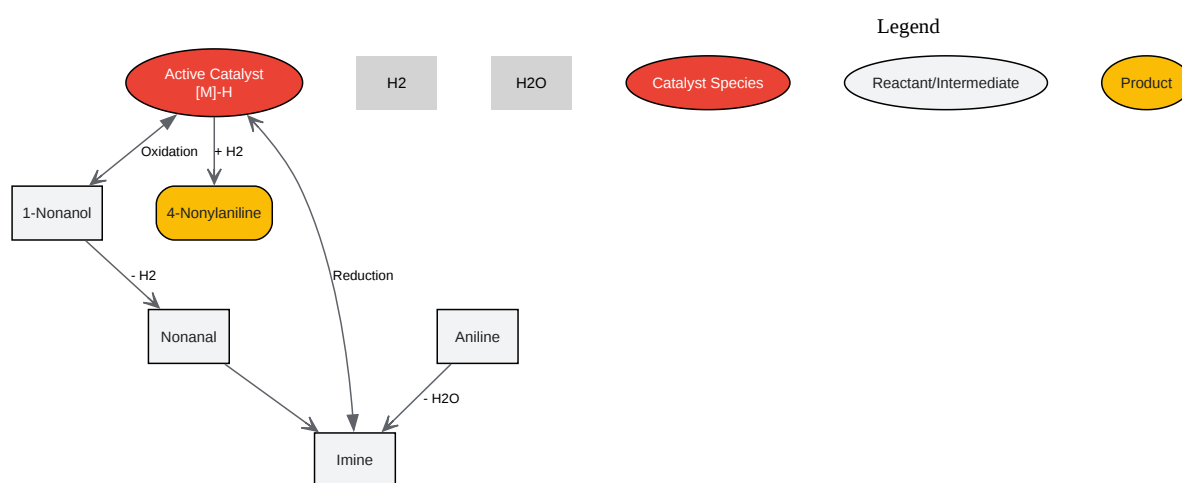 Legend
Active Catalyst
[M]-H
H2
H2O
Catalyst Species
Reactant/Intermediate
Product
Oxidation
+ H2
1-Nonanol
4-Nonylaniline
- H2
Reduction
Nonanal
Aniline
- H2O
Imine